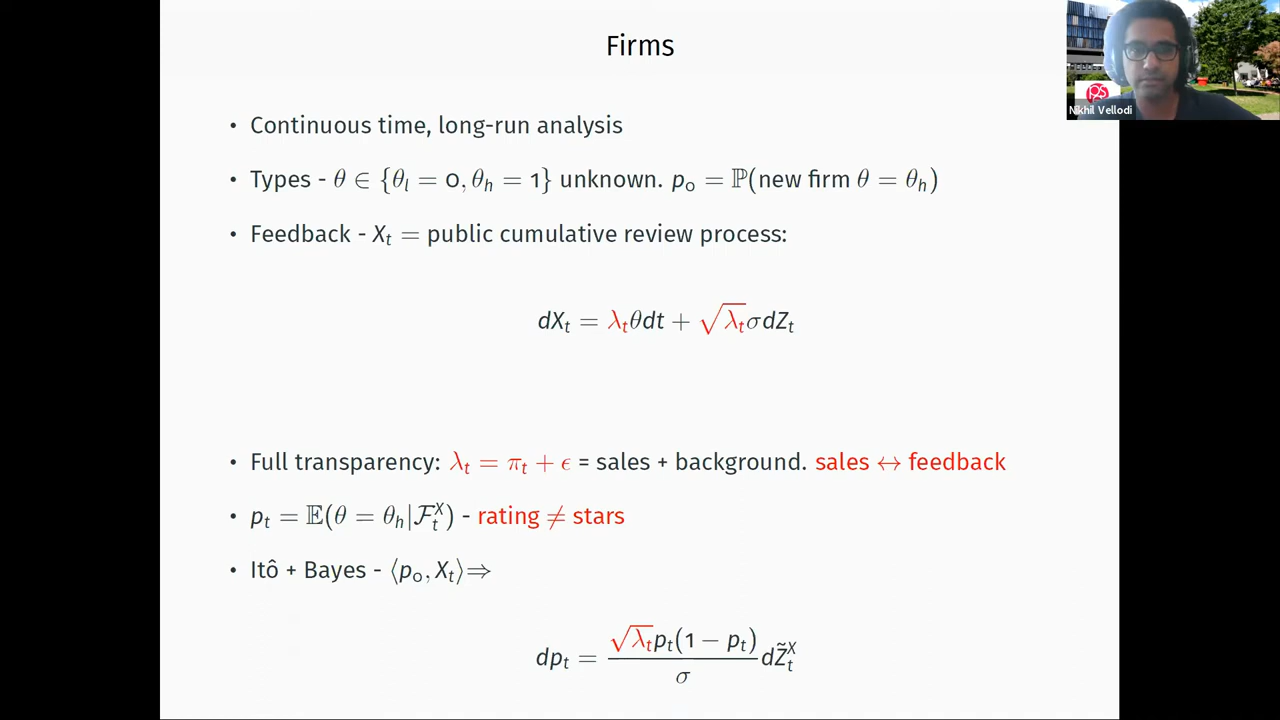 Firms
• Continuous time, long-run analysis
• Types - θ ∈ {θ_l = 0, θ_h = 1} unknown. p_0 = ℙ(new firm θ = θ_h)
• Feedback - X_t = public cumulative review process:
dX_t = λ_tθdt + √λ_t σdZ_t
• Full transparency: λ_t = π_t + ϵ = sales + background. sales ↔ feedback
• p_t = 𝔼(θ = θ_h|ℱ_t^X) - rating ≠ stars
• Itô + Bayes - ⟨p_0, X_t⟩⇒
dp_t = (√λ_t p_t(1 − p_t))/σ dZ̃_t^X
Nikhil Vellodi